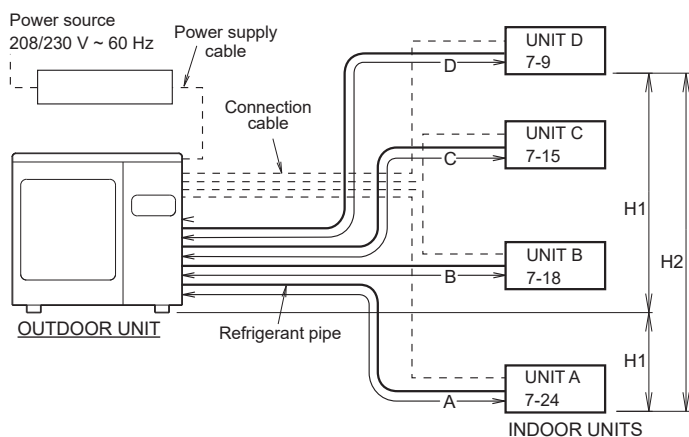 Power source
208/230 V ~ 60 Hz
Power supply
cable
Connection
cable
OUTDOOR UNIT
Refrigerant pipe
UNIT D
7-9
D
UNIT C
7-15
C
UNIT B
7-18
B
UNIT A
7-24
A
INDOOR UNITS
H1
H2
H1